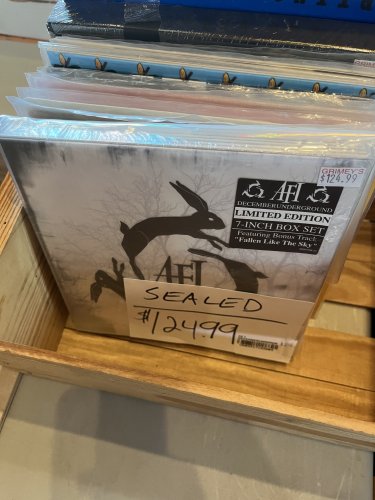 GRIMEY'S
$124.99
AFI
DECEMBERUNDERGROUND
LIMITED EDITION
7-INCH BOX SET
Featuring Bonus Track
"Fallen Like The Sky"
AFI
SEALED
$124.99